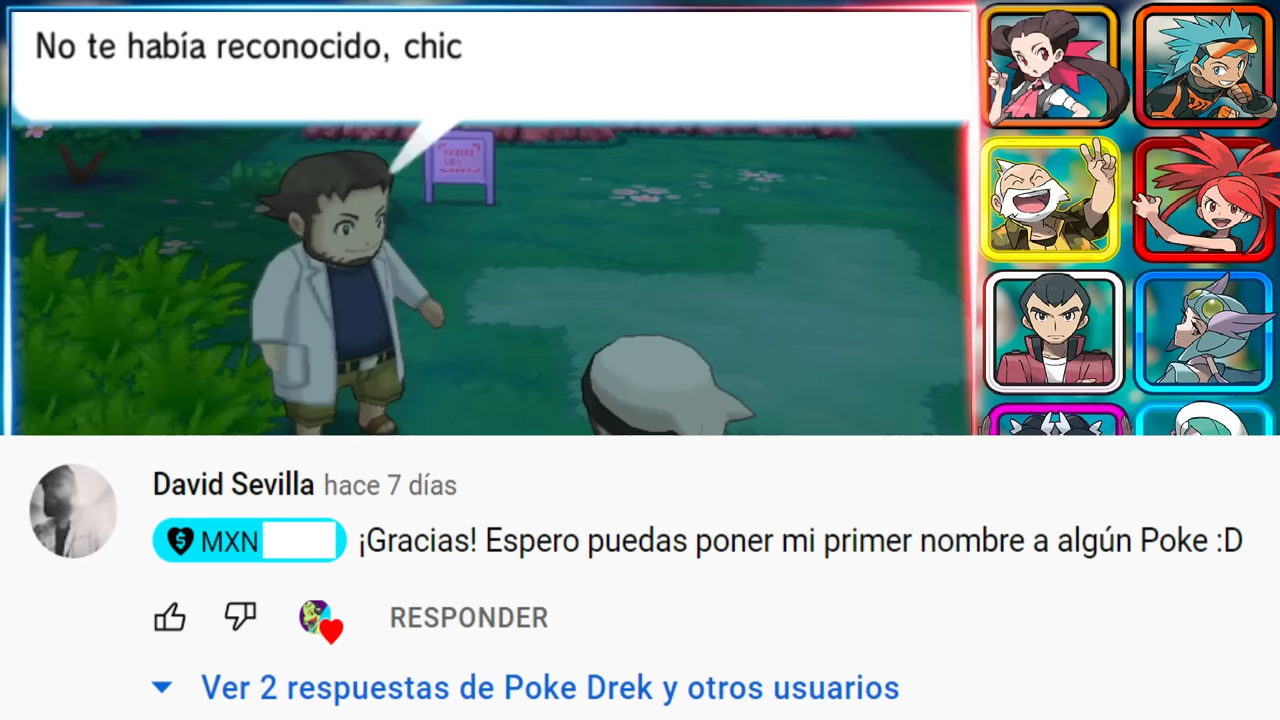 No te había reconocido, chic
David Sevilla hace 7 días
MXN ¡Gracias! Espero puedas poner mi primer nombre a algún Poke :D
RESPONDER
Ver 2 respuestas de Poke Drek y otros usuarios